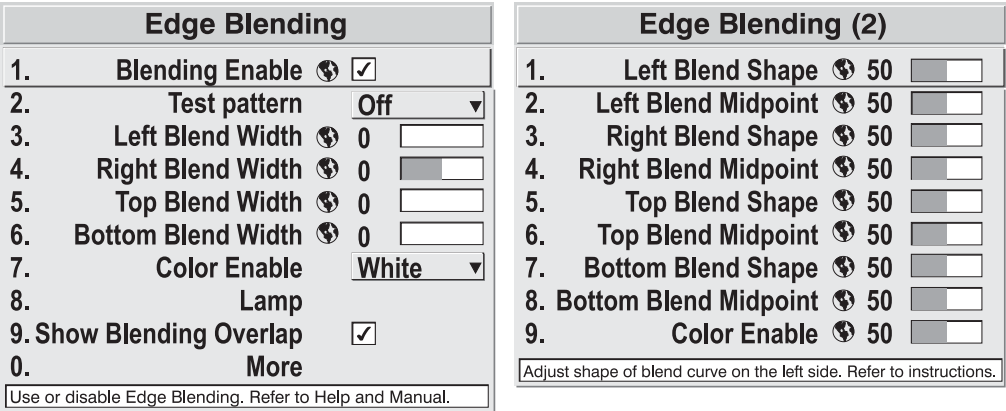 Edge Blending
1. Blending Enable ✓
2. Test pattern Off ▼
3. Left Blend Width 0
4. Right Blend Width 0
5. Top Blend Width 0
6. Bottom Blend Width 0
7. Color Enable White ▼
8. Lamp
9. Show Blending Overlap ✓
0. More
Use or disable Edge Blending. Refer to Help and Manual.
Edge Blending (2)
1. Left Blend Shape 50
2. Left Blend Midpoint 50
3. Right Blend Shape 50
4. Right Blend Midpoint 50
5. Top Blend Shape 50
6. Top Blend Midpoint 50
7. Bottom Blend Shape 50
8. Bottom Blend Midpoint 50
9. Color Enable 50
Adjust shape of blend curve on the left side. Refer to instructions.